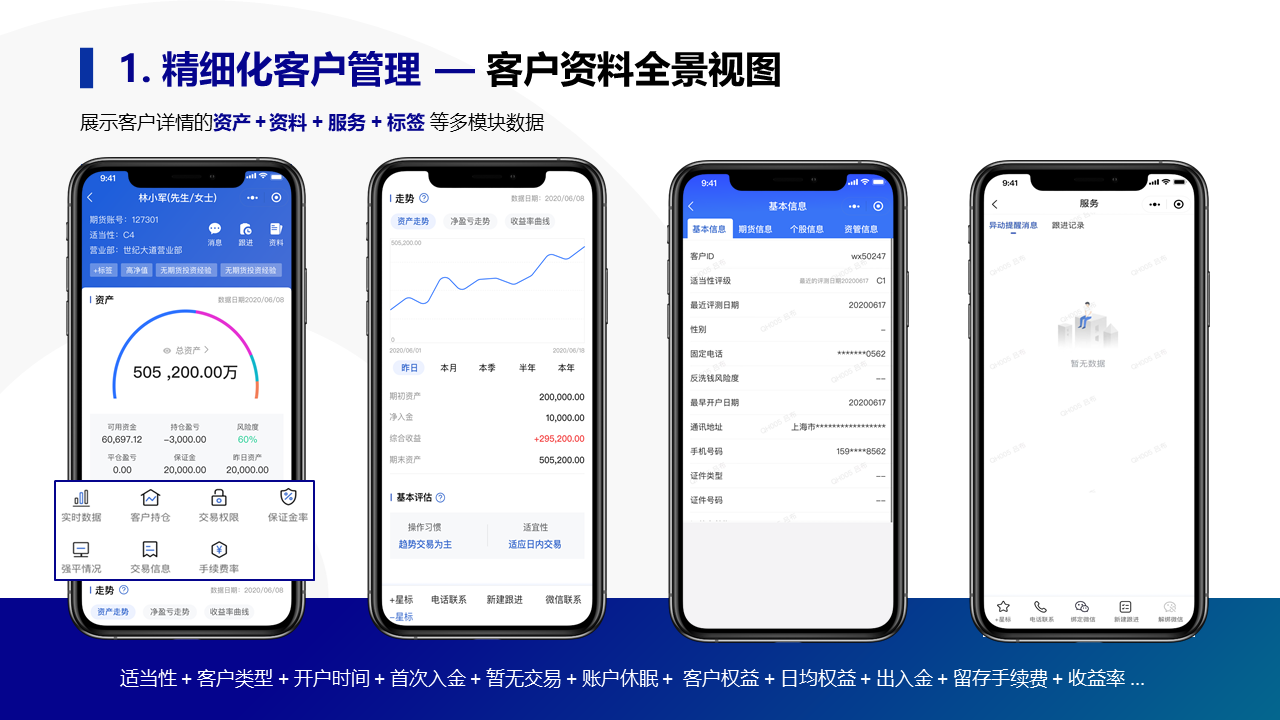 1. 精细化客户管理 — 客户资料全景视图
展示客户详情的资产 + 资料 + 服务 + 标签 等多模块数据
9:41
林小军(先生/女士)
期货账号：127301
适当性：C4
营业部：世纪大道营业部
消息 跟进 资料
+标签 高净值 无期货投资经验 无期货投资经验
资产 数据日期2020/06/08
总资产
505 ,200.00万
可用资金 持仓盈亏 风险度
60,697.12 −3,000.00 60%
平仓盈亏 保证金 昨日资产
0.00 20,000.00 20,000.00
实时数据 客户持仓 交易权限 保证金率
强平情况 交易信息 手续费率
走势 数据日期：2020/06/08
资产走势 净盈亏走势 收益率曲线
走势 数据日期：2020/06/08
资产走势 净盈亏走势 收益率曲线
505,200.00
0
2020/06/01 2020/06/16
昨日 本月 本季 半年 本年
期初资产 200,000.00
净入金 10,000.00
综合收益 +295,200.00
期末资产 505,200.00
基本评估
操作习惯 适宜性
趋势交易为主 适应日内交易
+星标 电话联系 新建跟进 微信联系
−星标
9:41
基本信息
基本信息 期货信息 个股信息 资管信息
客户ID wx50247
适当性评级 最近的评测日期20200617 C1
最近评测日期 20200617
性别 –
固定电话 *******0562
反洗钱风险度 −−
最早开户日期 20200617
通讯地址 上海市*****************
手机号码 159****8562
证件类型 −−
证件号码 −−
9:41
服务
异动提醒消息 跟进记录
暂无数据
+星标 电话联系 绑定微信 新建跟进 解绑微信
适当性 + 客户类型 + 开户时间 + 首次入金 + 暂无交易 + 账户休眠 + 客户权益 + 日均权益 + 出入金 + 留存手续费 + 收益率 ...